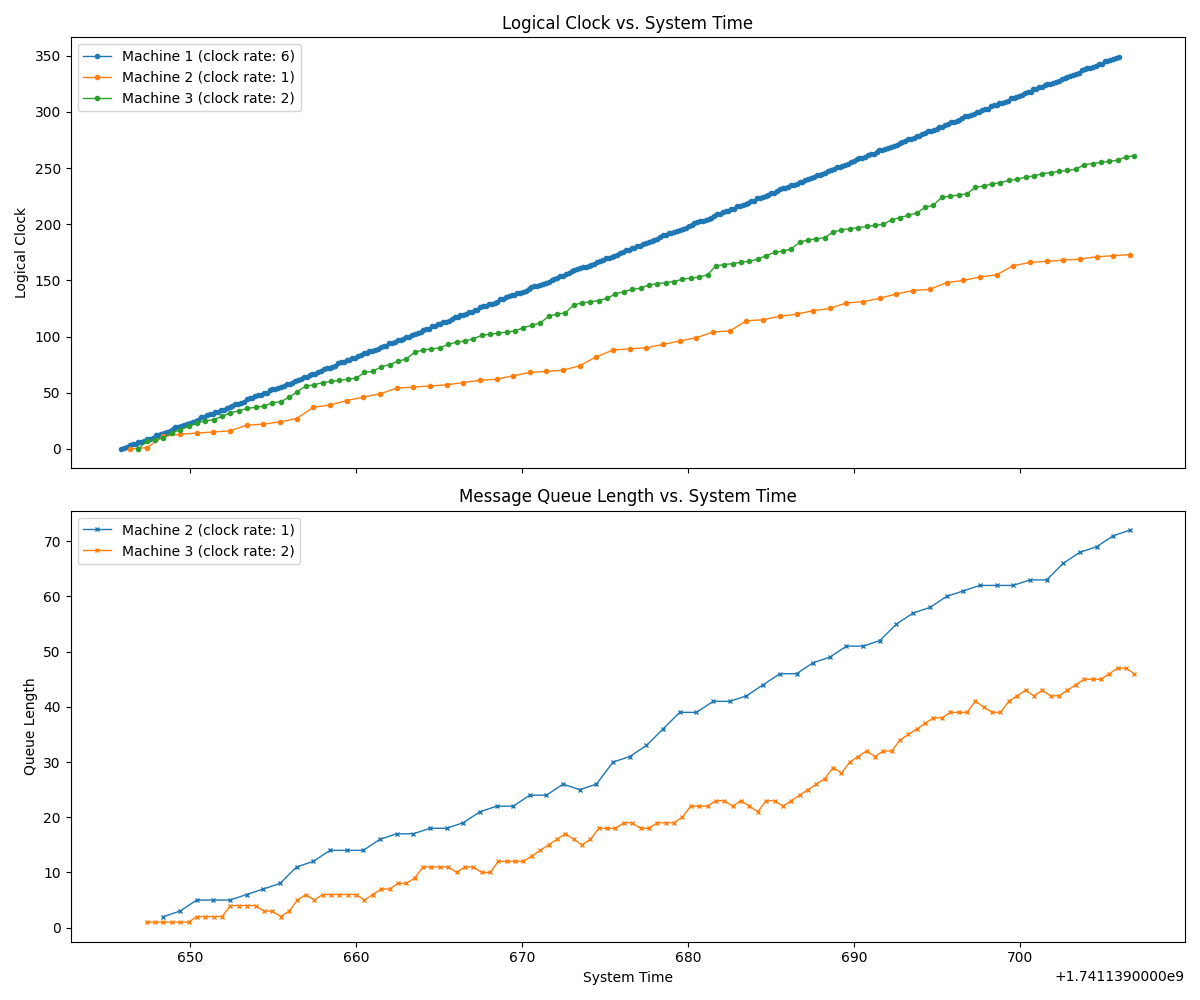 Logical Clock vs. System Time
Machine 1 (clock rate: 6)
Machine 2 (clock rate: 1)
Machine 3 (clock rate: 2)
Logical Clock
350
300
250
200
150
100
50
0
Message Queue Length vs. System Time
Machine 2 (clock rate: 1)
Machine 3 (clock rate: 2)
Queue Length
70
60
50
40
30
20
10
0
650 660 670 680 690 700
System Time
+1.7411390000e9